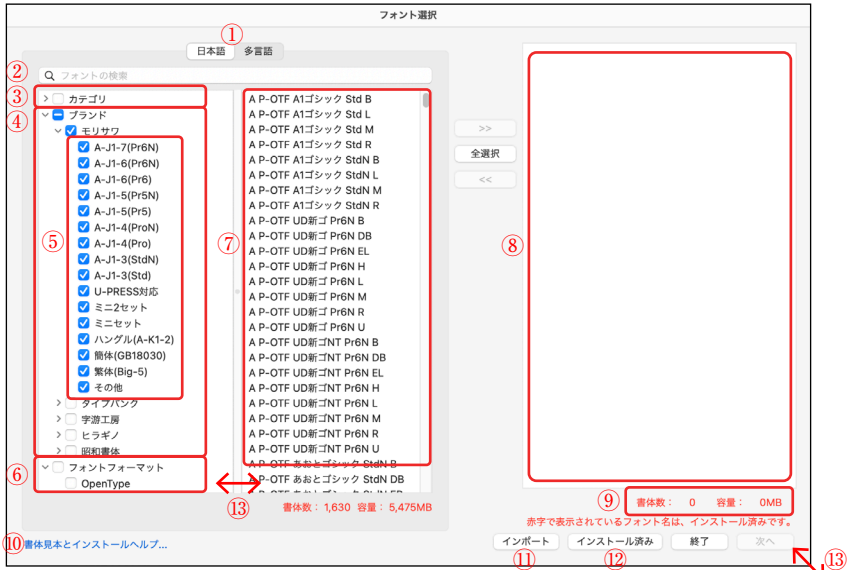 フォント選択
①
日本語 多言語
② フォントの検索
③ カテゴリ
④ ブランド
モリサワ
A-J1-7(Pr6N)
A-J1-6(Pr6N)
A-J1-6(Pr6)
A-J1-5(Pr5N)
A-J1-5(Pr5)
A-J1-4(ProN)
⑤ A-J1-4(Pro)
A-J1-3(StdN)
A-J1-3(Std)
U-PRESS対応
ミニ2セット
ミニセット
ハングル(A-K1-2)
簡体(GB18030)
繁体(Big-5)
その他
タイプバンク
字游工房
ヒラギノ
昭和書体
⑥ フォントフォーマット
OpenType
A P-OTF A1ゴシック Std B
A P-OTF A1ゴシック Std L
A P-OTF A1ゴシック Std M
A P-OTF A1ゴシック Std R
A P-OTF A1ゴシック StdN B
A P-OTF A1ゴシック StdN L
A P-OTF A1ゴシック StdN M
A P-OTF A1ゴシック StdN R
A P-OTF UD新ゴ Pr6N B
⑦ A P-OTF UD新ゴ Pr6N DB
A P-OTF UD新ゴ Pr6N EL
A P-OTF UD新ゴ Pr6N H
A P-OTF UD新ゴ Pr6N L
A P-OTF UD新ゴ Pr6N M
A P-OTF UD新ゴ Pr6N R
A P-OTF UD新ゴ Pr6N U
A P-OTF UD新ゴNT Pr6N B
A P-OTF UD新ゴNT Pr6N DB
A P-OTF UD新ゴNT Pr6N EL
A P-OTF UD新ゴNT Pr6N H
A P-OTF UD新ゴNT Pr6N L
A P-OTF UD新ゴNT Pr6N M
A P-OTF UD新ゴNT Pr6N R
A P-OTF UD新ゴNT Pr6N U
A P-OTF あおとゴシック StdN B
A P-OTF あおとゴシック StdN DB
⑬
書体数： 1,630 容量： 5,475MB
>>
全選択
<<
⑧
⑨ 書体数： 0 容量： 0MB
赤字で表示されているフォント名は、インストール済みです。
⑩ 書体見本とインストールヘルプ...
インポート インストール済み 終了 次へ
⑪ ⑫ ⑬